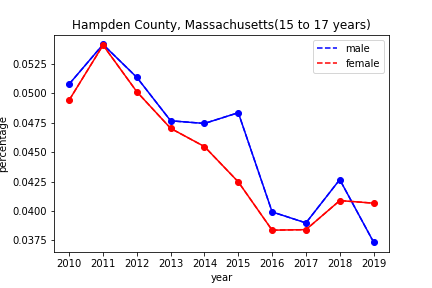 Hampden County, Massachusetts(15 to 17 years)
male
female
0.0525
0.0500
0.0475
0.0450
0.0425
0.0400
0.0375
percentage
2010 2011 2012 2013 2014 2015 2016 2017 2018 2019
year